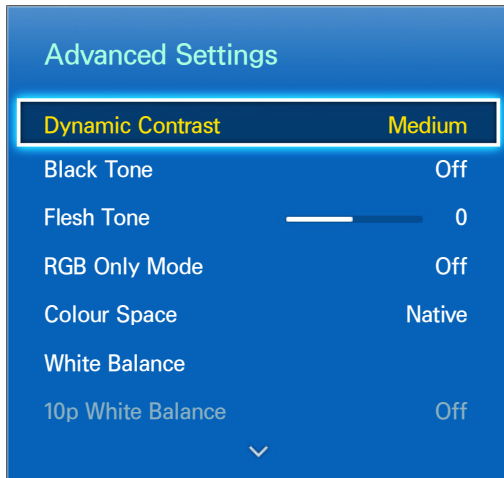 Advanced Settings
Dynamic Contrast Medium
Black Tone Off
Flesh Tone 0
RGB Only Mode Off
Colour Space Native
White Balance
10p White Balance Off